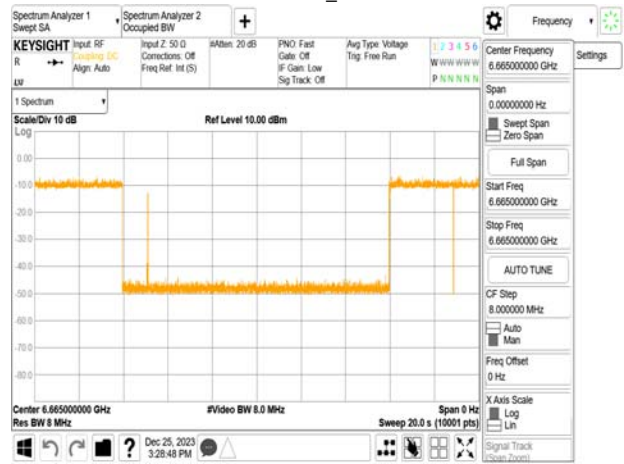 Spectrum Analyzer 1
Swept SA
Spectrum Analyzer 2
Occupied BW
+
Frequency
KEYSIGHT
R
Input: RF
Coupling: DC
Align: Auto
Input Z: 50 Ω
Corrections: Off
Freq Ref: Int (S)
#Atten: 20 dB
PNO: Fast
Gate: Off
IF Gain: Low
Sig Track: Off
Avg Type: Voltage
Trig: Free Run
1 2 3 4 5 6
W W W W W W
P N N N N N
1 Spectrum
Scale/Div 10 dB
Ref Level 10.00 dBm
Log
0.00
-10.0
-20.0
-30.0
-40.0
-50.0
-60.0
-70.0
-80.0
Center 6.665000000 GHz
#Video BW 8.0 MHz
Span 0 Hz
Res BW 8 MHz
Sweep 20.0 s (10001 pts)
Dec 25, 2023
3:28:48 PM
?
Center Frequency
6.665000000 GHz
Settings
Span
0.00000000 Hz
Swept Span
Zero Span
Full Span
Start Freq
6.665000000 GHz
Stop Freq
6.665000000 GHz
AUTO TUNE
CF Step
8.000000 MHz
Auto
Man
Freq Offset
0 Hz
X Axis Scale
Log
Lin
Signal Track
(Span Zoom)